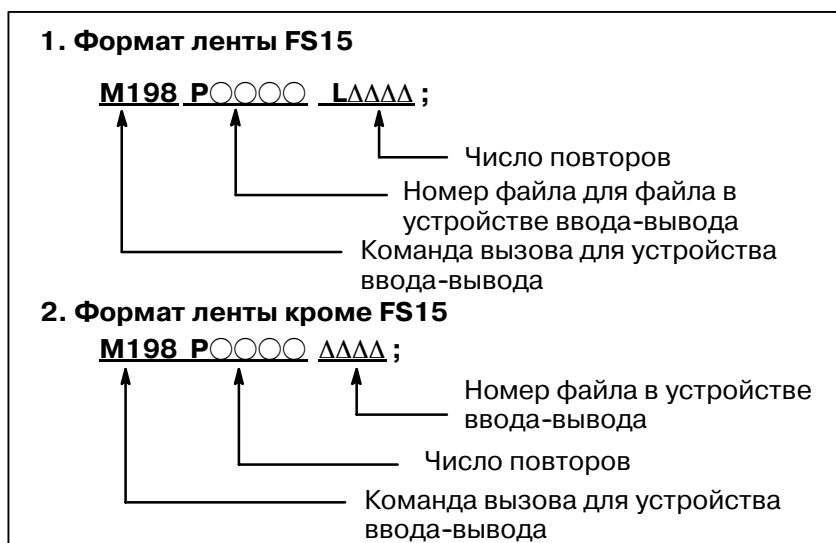 1. Формат ленты FS15
M198 P○○○○ L∆∆∆∆ ;
Число повторов
Номер файла для файла в
устройстве ввода-вывода
Команда вызова для устройства
ввода-вывода
2. Формат ленты кроме FS15
M198 P○○○○ ∆∆∆∆ ;
Номер файла в устройстве
ввода-вывода
Число повторов
Команда вызова для устройства
ввода-вывода